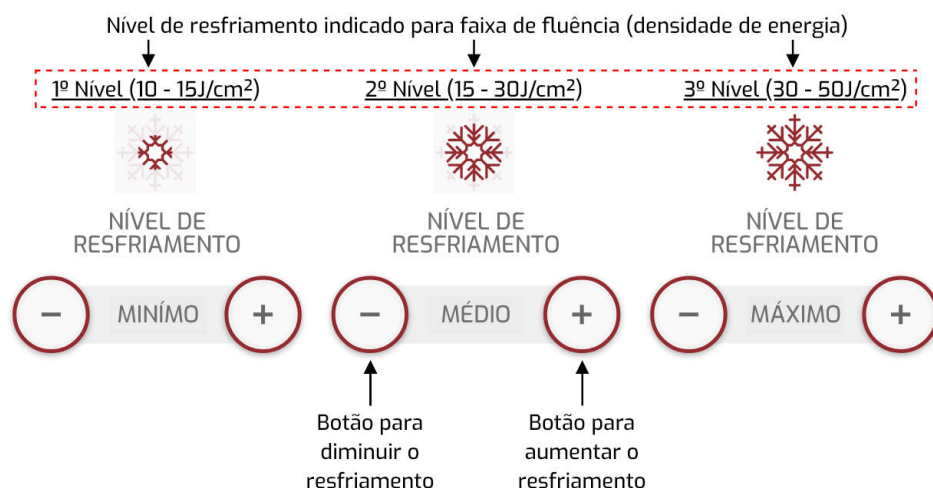 Nível de resfriamento indicado para faixa de fluência (densidade de energia)
1º Nível (10 - 15J/cm²)
2º Nível (15 - 30J/cm²)
3º Nível (30 - 50J/cm²)
NÍVEL DE
RESFRIAMENTO
NÍVEL DE
RESFRIAMENTO
NÍVEL DE
RESFRIAMENTO
− MINÍMO +
− MÉDIO +
− MÁXIMO +
Botão para
diminuir o
resfriamento
Botão para
aumentar o
resfriamento